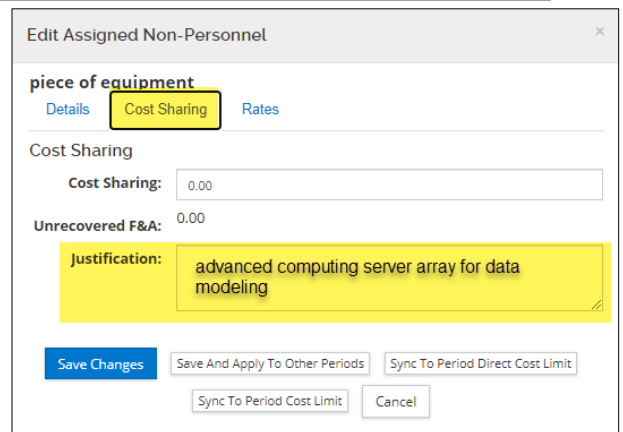 Edit Assigned Non-Personnel ×
piece of equipment
Details Cost Sharing Rates
Cost Sharing
Cost Sharing: 0.00
Unrecovered F&A: 0.00
Justification: advanced computing server array for data
modeling
Save Changes Save And Apply To Other Periods Sync To Period Direct Cost Limit
Sync To Period Cost Limit Cancel